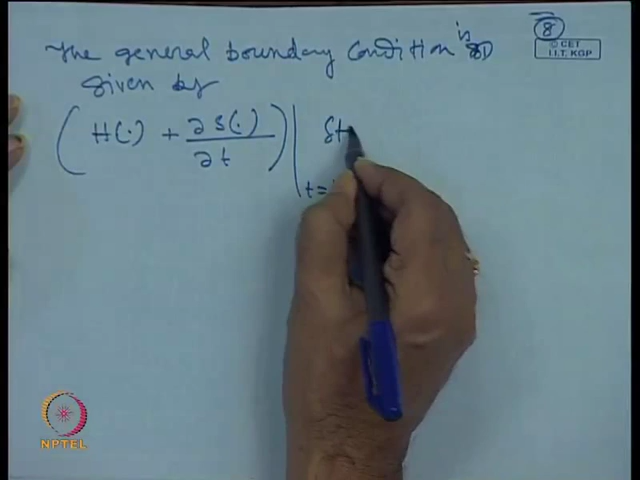 8
© CET
I.I.T. KGP
The general boundary condition is
given by
( H(·) + ∂S(·)/∂t ) | t= δt
NPTEL